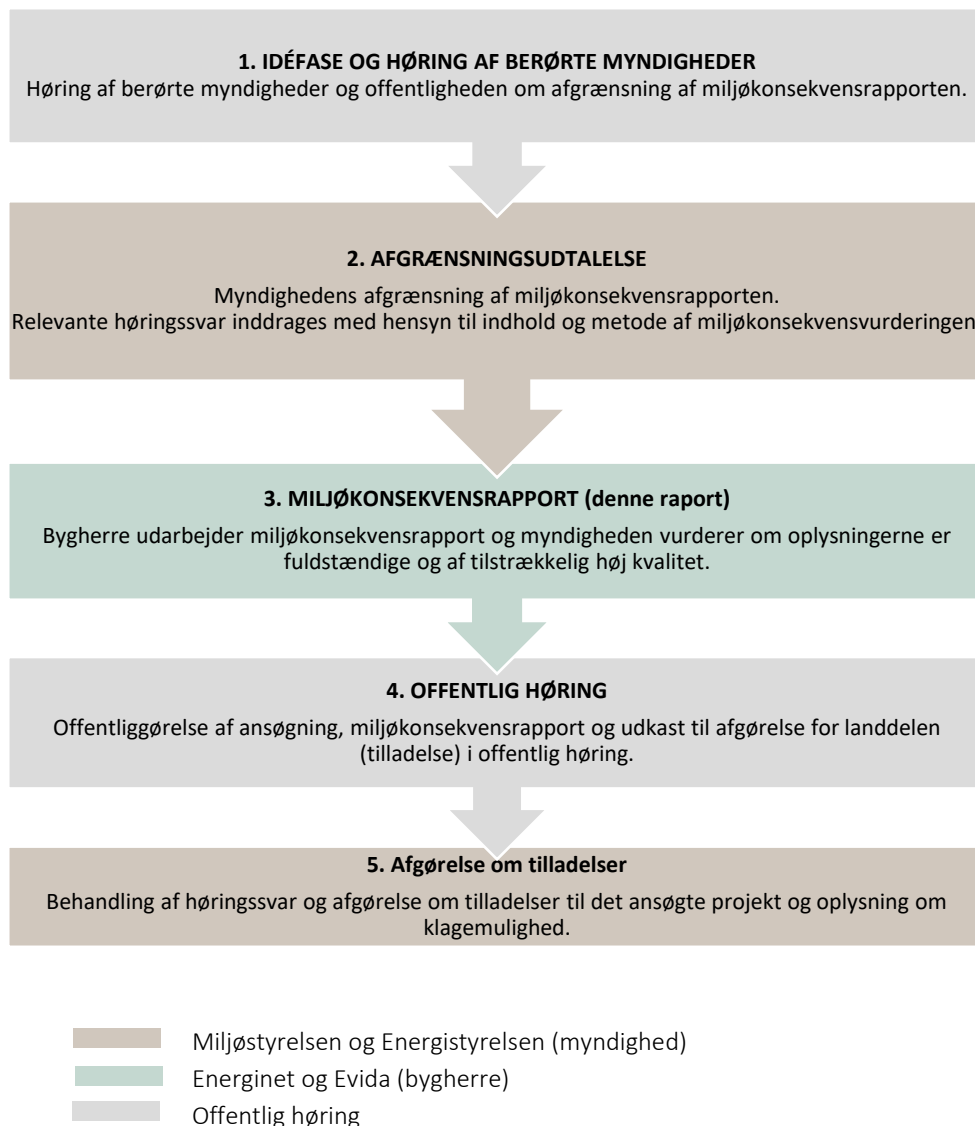 1. IDÉFASE OG HØRING AF BERØRTE MYNDIGHEDER
Høring af berørte myndigheder og offentligheden om afgrænsning af miljøkonsekvensrapporten.
2. AFGRÆNSNINGSUDTALELSE
Myndighedens afgrænsning af miljøkonsekvensrapporten.
Relevante høringssvar inddrages med hensyn til indhold og metode af miljøkonsekvensvurderingen
3. MILJØKONSEKVENSRAPPORT (denne raport)
Bygherre udarbejder miljøkonsekvensrapport og myndigheden vurderer om oplysningerne er
fuldstændige og af tilstrækkelig høj kvalitet.
4. OFFENTLIG HØRING
Offentliggørelse af ansøgning, miljøkonsekvensrapport og udkast til afgørelse for landdelen
(tilladelse) i offentlig høring.
5. Afgørelse om tilladelser
Behandling af høringssvar og afgørelse om tilladelser til det ansøgte projekt og oplysning om
klagemulighed.
Miljøstyrelsen og Energistyrelsen (myndighed)
Energinet og Evida (bygherre)
Offentlig høring